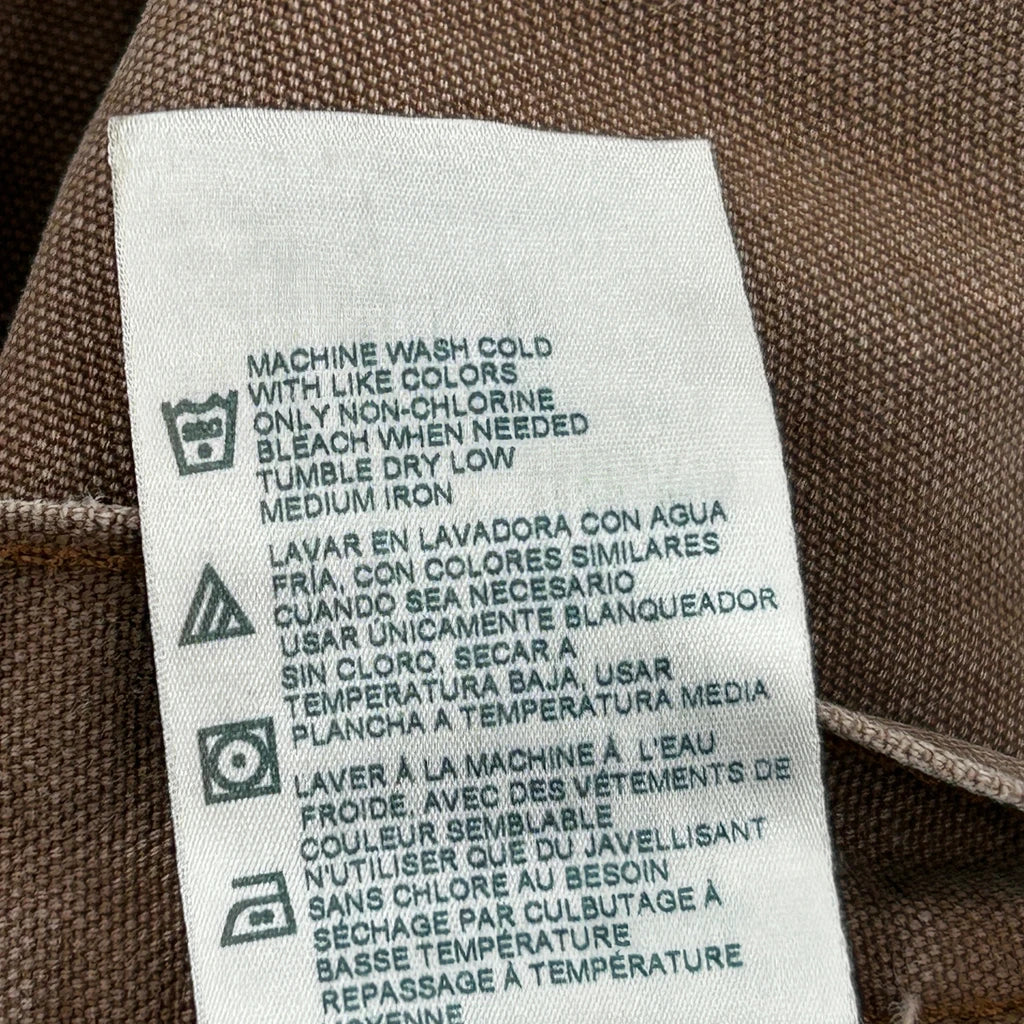 MACHINE WASH COLD
WITH LIKE COLORS
ONLY NON-CHLORINE
BLEACH WHEN NEEDED
TUMBLE DRY LOW
MEDIUM IRON
LAVAR EN LAVADORA CON AGUA
FRÍA, CON COLORES SIMILARES
CUANDO SEA NECESARIO
USAR ÚNICAMENTE BLANQUEADOR
SIN CLORO, SECAR A
TEMPERATURA BAJA, USAR
PLANCHA A TEMPERATURA MEDIA
LAVER À LA MACHINE À L'EAU
FROIDE, AVEC DES VÊTEMENTS DE
COULEUR SEMBLABLE
N'UTILISER QUE DU JAVELLISANT
SANS CHLORE AU BESOIN
SÉCHAGE PAR CULBUTAGE À
BASSE TEMPÉRATURE
REPASSAGE À TEMPÉRATURE
MOYENNE